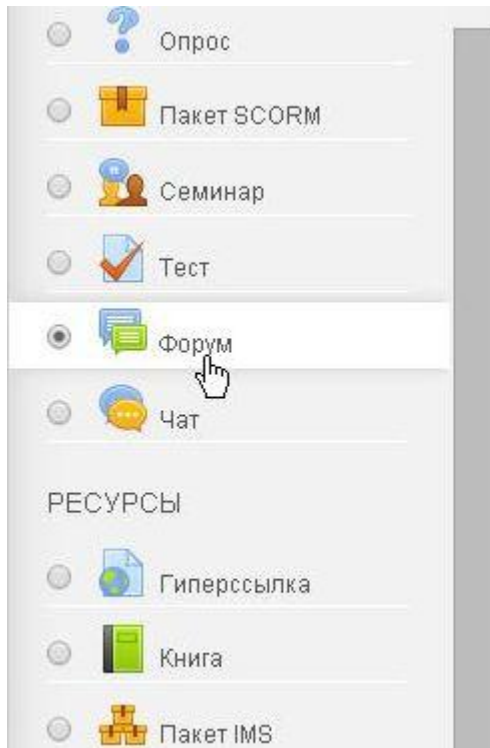 Опрос
Пакет SCORM
Семинар
Тест
Форум
Чат
РЕСУРСЫ
Гиперссылка
Книга
Пакет IMS